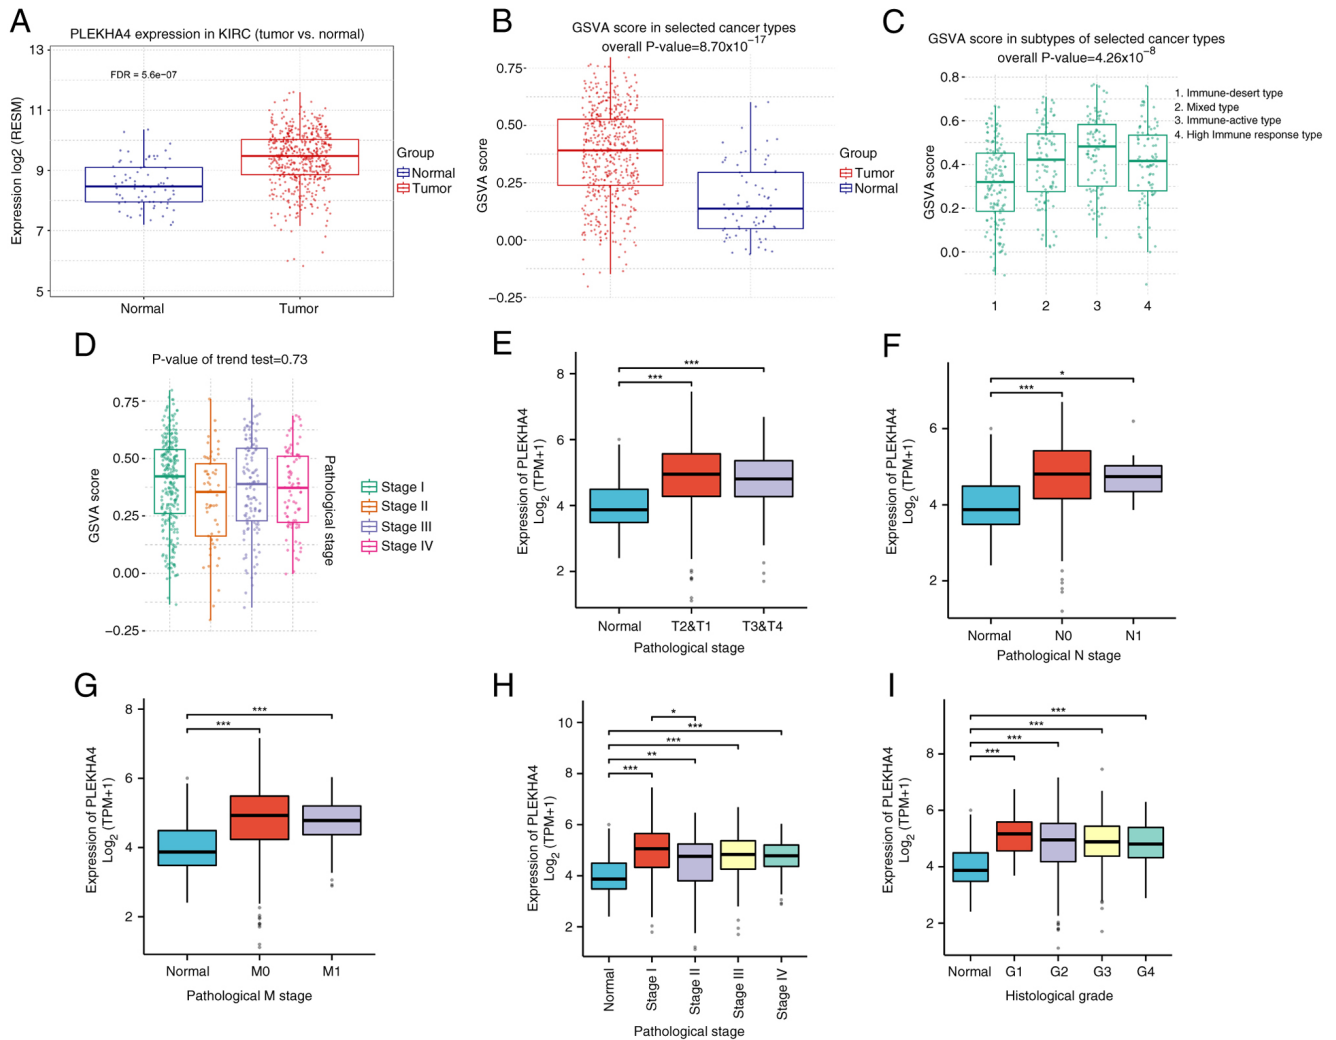 A
PLEKHA4 expression in KIRC (tumor vs. normal)
FDR = 5.6e−07
Expression log2 (RESM)
13
11
9
7
5
Normal
Tumor
Group
Normal
Tumor
B
GSVA score in selected cancer types
overall P-value=8.70x10−17
GSVA score
0.75
0.50
0.25
0.00
−0.25
Group
Tumor
Normal
C
GSVA score in subtypes of selected cancer types
overall P-value=4.26x10−8
GSVA score
0.8
0.6
0.4
0.2
0.0
1
2
3
4
1. Immune-desert type
2. Mixed type
3. Immune-active type
4. High Immune response type
D
P-value of trend test=0.73
GSVA score
0.75
0.50
0.25
0.00
−0.25
Pathological stage
Stage I
Stage II
Stage III
Stage IV
E
Expression of PLEKHA4
Log2 (TPM+1)
8
6
4
2
***
***
Normal
T2&T1
T3&T4
Pathological stage
F
Expression of PLEKHA4
Log2 (TPM+1)
6
4
2
*
***
Normal
N0
N1
Pathological N stage
G
Expression of PLEKHA4
Log2 (TPM+1)
8
6
4
2
***
***
Normal
M0
M1
Pathological M stage
H
Expression of PLEKHA4
Log2 (TPM+1)
10
8
6
4
2
*
***
***
**
***
Normal
Stage I
Stage II
Stage III
Stage IV
Pathological stage
I
Expression of PLEKHA4
Log2 (TPM+1)
8
6
4
2
***
***
***
***
Normal
G1
G2
G3
G4
Histological grade